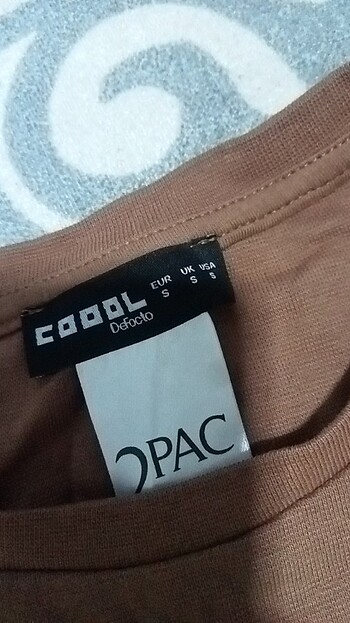 COOOL
DeFacto
EUR UK USA
S S S
2PAC